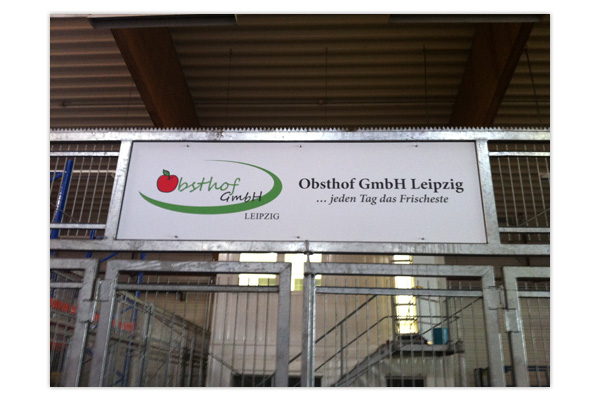 Obsthof
GmbH
LEIPZIG
Obsthof GmbH Leipzig
... jeden Tag das Frischeste